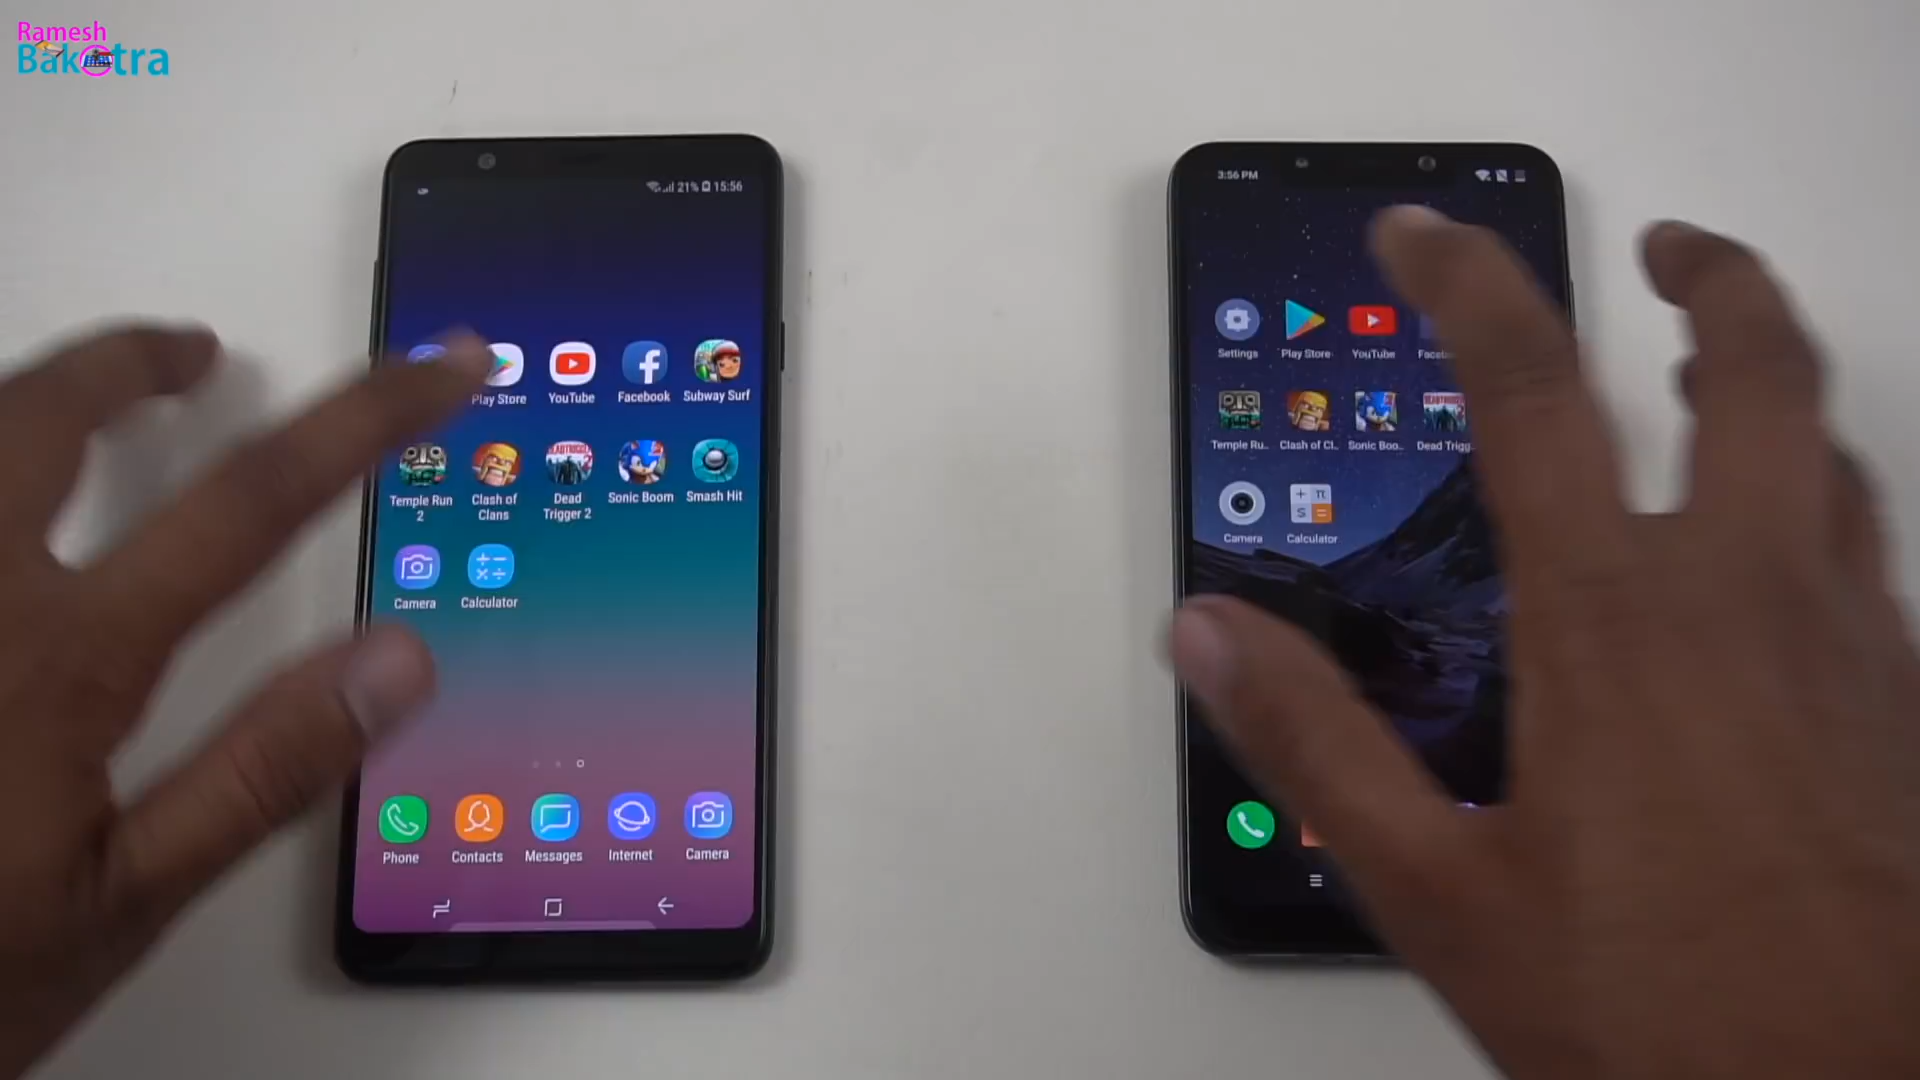 Ramesh
Bakotra
21% 15:56
Play Store
YouTube
Facebook
Subway Surf
Temple Run 2
Clash of Clans
Dead Trigger 2
Sonic Boom
Smash Hit
Camera
Calculator
Phone
Contacts
Messages
Internet
Camera
3:56 PM
Settings
Play Store
YouTube
Temple Ru..
Clash of Cl..
Sonic Boo..
Dead Trigg..
Camera
Calculator